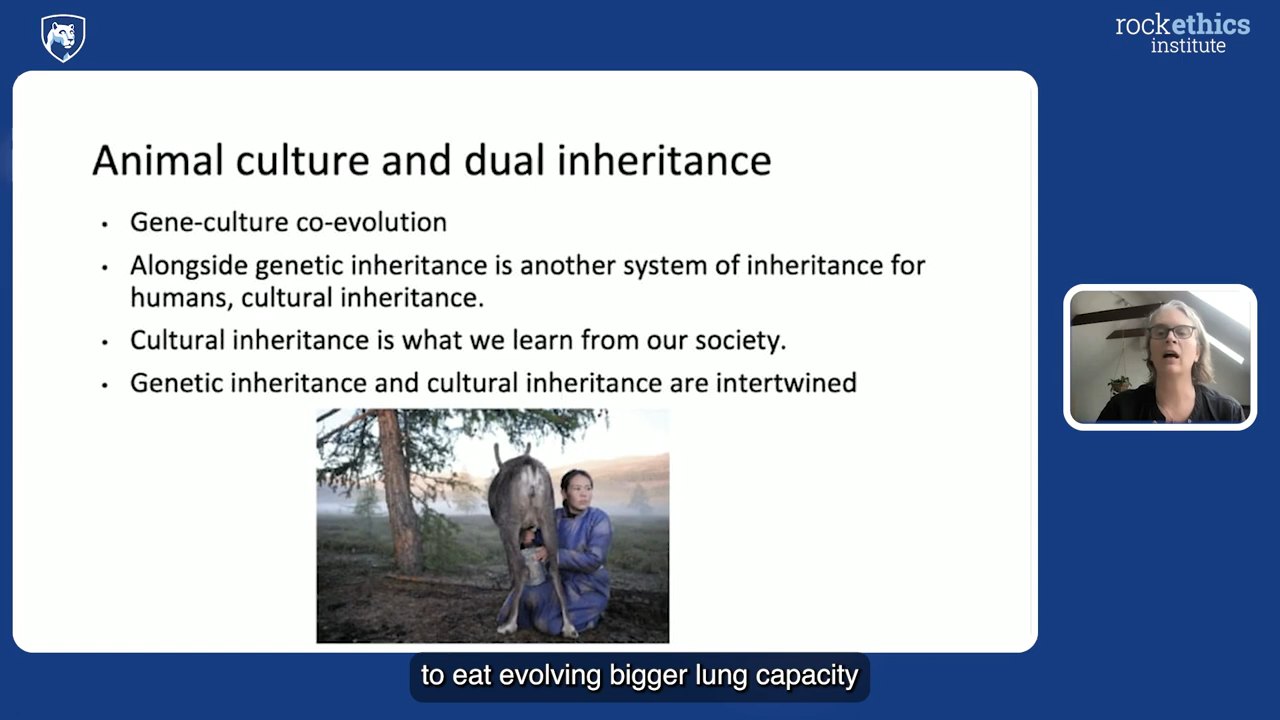 rockethics
institute
Animal culture and dual inheritance
• Gene-culture co-evolution
• Alongside genetic inheritance is another system of inheritance for
humans, cultural inheritance.
• Cultural inheritance is what we learn from our society.
• Genetic inheritance and cultural inheritance are intertwined
to eat evolving bigger lung capacity